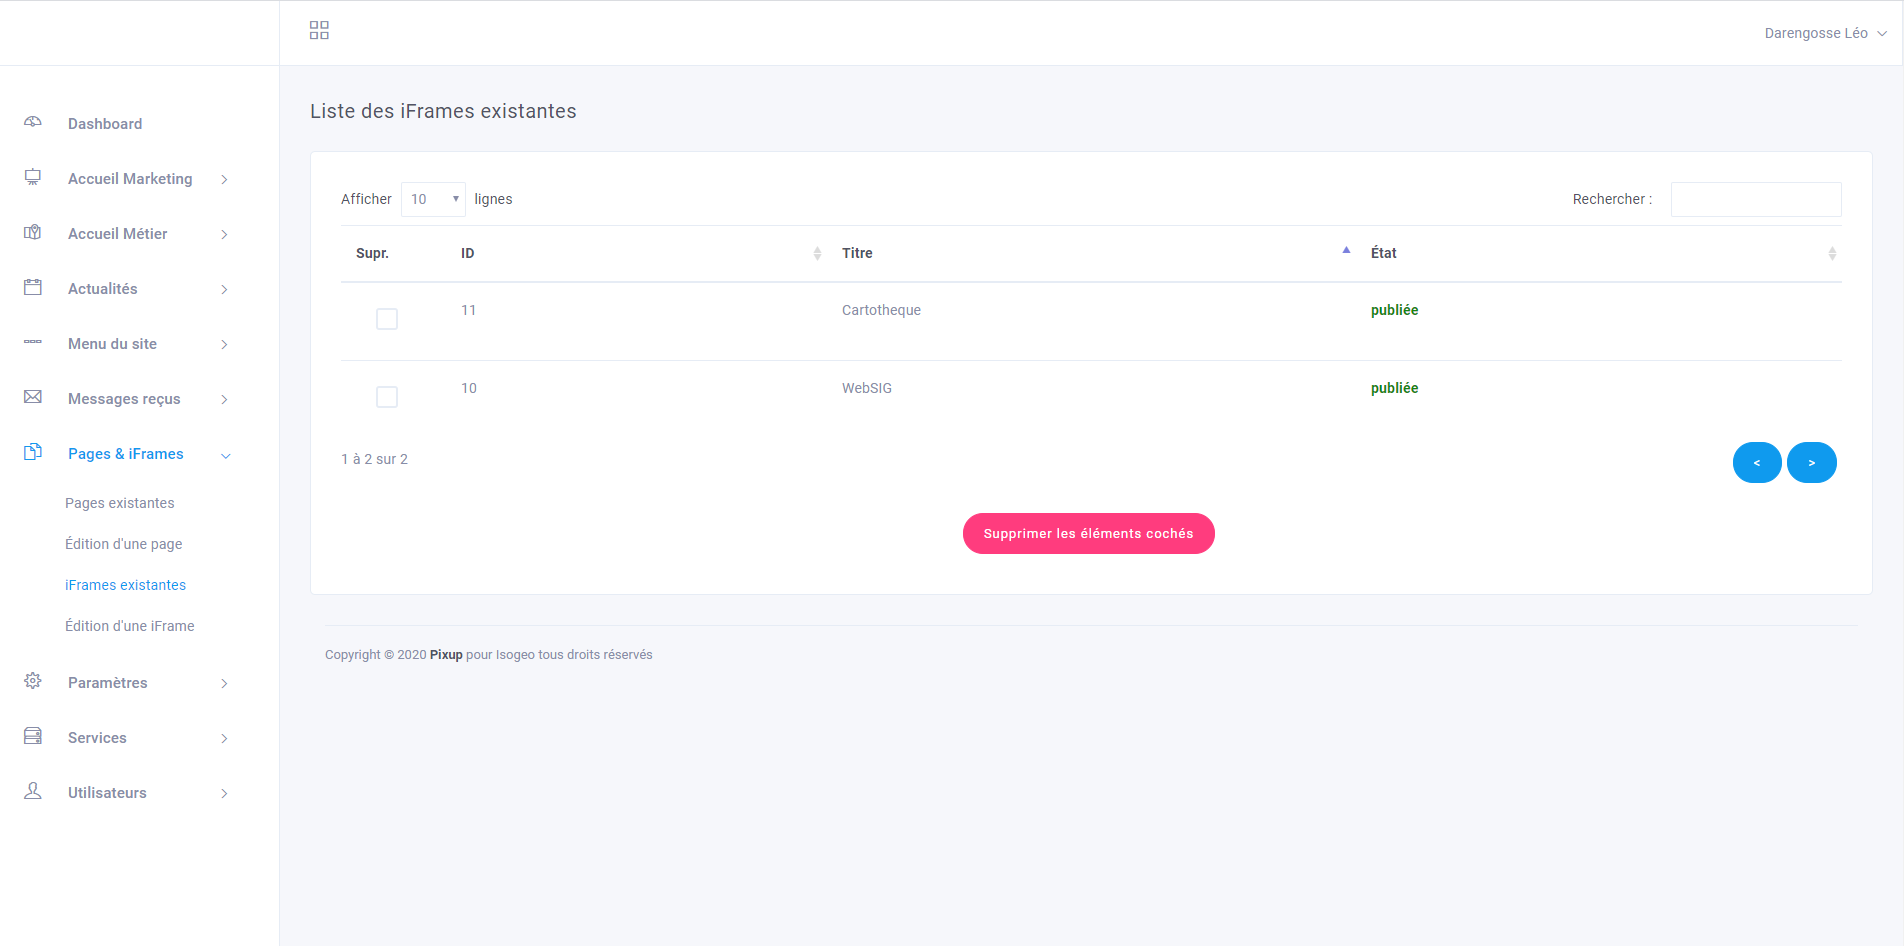 Darengosse Léo
Dashboard
Accueil Marketing
Accueil Métier
Actualités
Menu du site
Messages reçus
Pages & iFrames
Pages existantes
Édition d'une page
iFrames existantes
Édition d'une iFrame
Paramètres
Services
Utilisateurs
Liste des iFrames existantes
Afficher 10 lignes
Rechercher :
Supr. ID Titre État
11 Cartotheque publiée
10 WebSIG publiée
1 à 2 sur 2
< >
Supprimer les éléments cochés
Copyright © 2020 Pixup pour Isogeo tous droits réservés